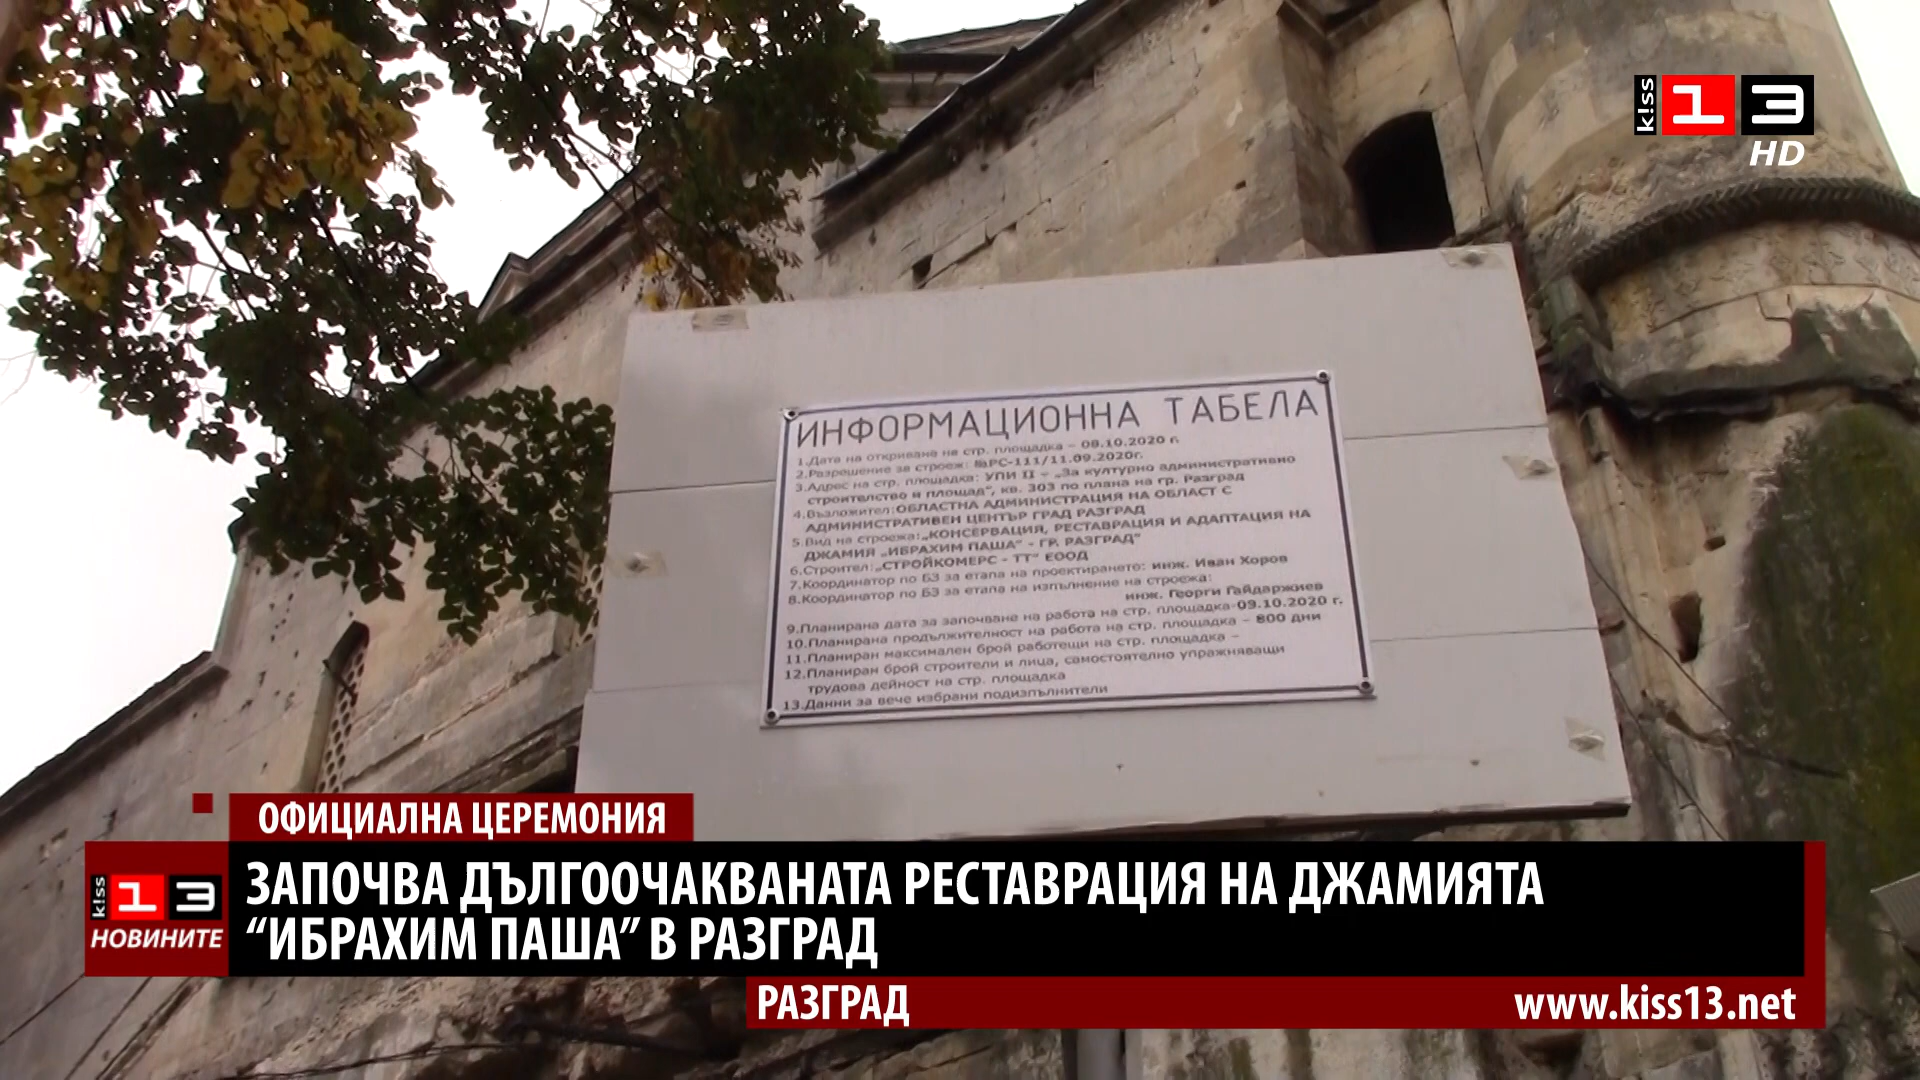 kiss 13
HD
ИНФОРМАЦИОННА ТАБЕЛА
1.Дата на откриване на стр. площадка - 08.10.2020 г.
2.Разрешение за строеж: №РС-111/11.09.2020г.
3.Адрес на стр. площадка: УПИ II - „За културно административно
строителство и площад", кв. 303 по плана на гр. Разград
4.Възложител:ОБЛАСТНА АДМИНИСТРАЦИЯ НА ОБЛАСТ С
АДМИНИСТРАТИВЕН ЦЕНТЪР ГРАД РАЗГРАД
5.Вид на строежа:„КОНСЕРВАЦИЯ, РЕСТАВРАЦИЯ И АДАПТАЦИЯ НА
ДЖАМИЯ „ИБРАХИМ ПАША" - ГР. РАЗГРАД"
6.Строител:„СТРОЙКОМЕРС - ТТ" ЕООД
7.Координатор по БЗ за етапа на проектирането: инж. Иван Хоров
8.Координатор по БЗ за етапа на изпълнение на строежа:
инж. Георги Гайдаржиев
9.Планирана дата за започване на работа на стр. площадка-09.10.2020 г.
10.Планирана продължителност на работа на стр. площадка - 800 дни
11.Планиран максимален брой работещи на стр. площадка -
12.Планиран брой строители и лица, самостоятелно упражняващи
трудова дейност на стр. площадка
13.Данни за вече избрани подизпълнители
ОФИЦИАЛНА ЦЕРЕМОНИЯ
kiss 13
НОВИНИТЕ
ЗАПОЧВА ДЪЛГООЧАКВАНАТА РЕСТАВРАЦИЯ НА ДЖАМИЯТА
“ИБРАХИМ ПАША” В РАЗГРАД
РАЗГРАД
www.kiss13.net